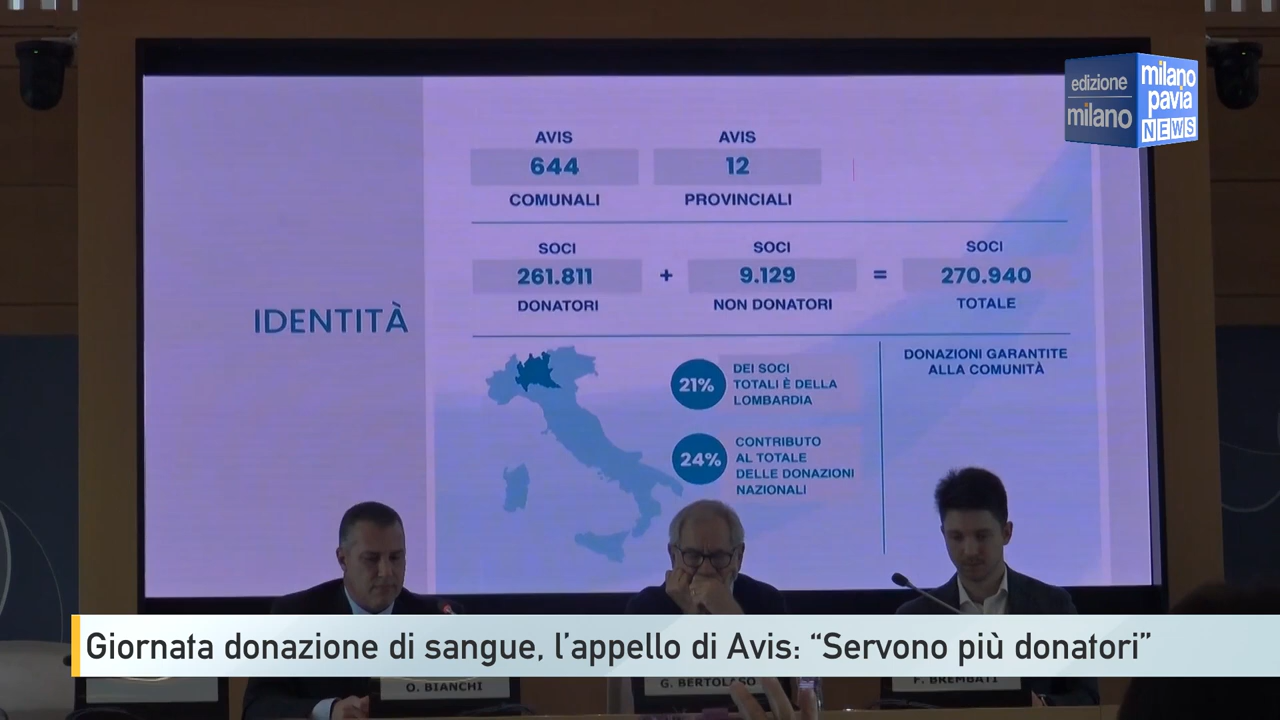 edizione
milano
milano
pavia
NEWS
AVIS
644
COMUNALI
AVIS
12
PROVINCIALI
SOCI
261.811
DONATORI
+
SOCI
9.129
NON DONATORI
=
SOCI
270.940
TOTALE
IDENTITÀ
21%
DEI SOCI
TOTALI È DELLA
LOMBARDIA
24%
CONTRIBUTO
AL TOTALE
DELLE DONAZIONI
NAZIONALI
DONAZIONI GARANTITE
ALLA COMUNITÀ
Giornata donazione di sangue, l’appello di Avis: “Servono più donatori”
O. BIANCHI
G. BERTOLASO
F. BREMBATI